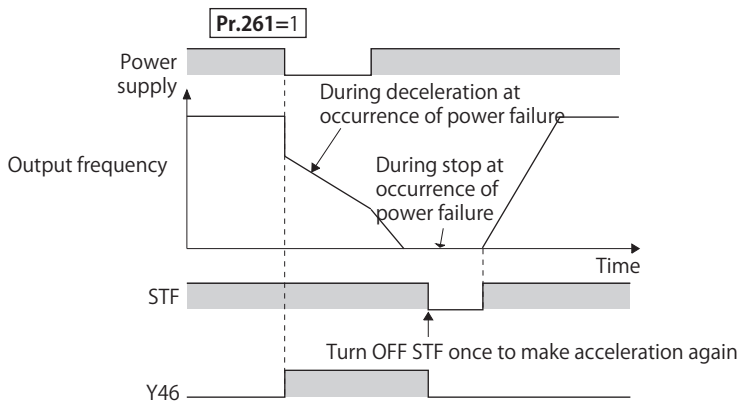 Pr.261=1
Power
supply
During deceleration at
occurrence of power failure
Output frequency
During stop at
occurrence of
power failure
Time
STF
Turn OFF STF once to make acceleration again
Y46